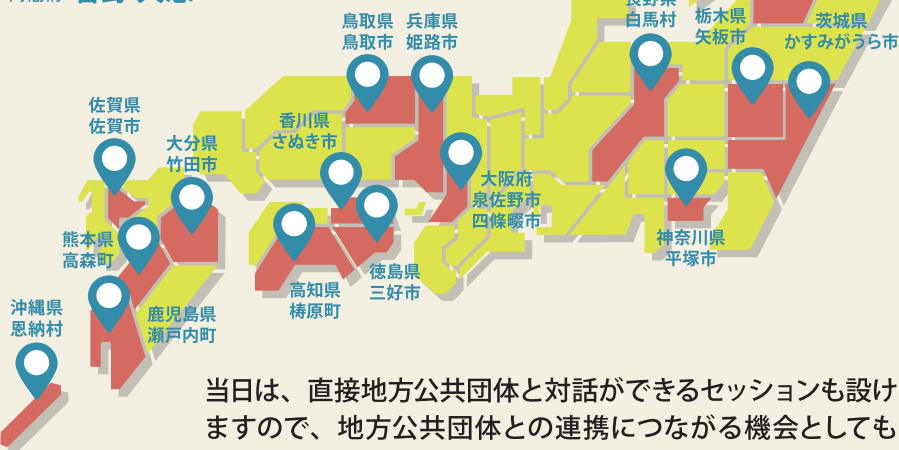 鳥取県
鳥取市
兵庫県
姫路市
長野県
白馬村
栃木県
矢板市
茨城県
かすみがうら市
佐賀県
佐賀市
大分県
竹田市
香川県
さぬき市
大阪府
泉佐野市
四條畷市
熊本県
高森町
神奈川県
平塚市
高知県
梼原町
徳島県
三好市
沖縄県
恩納村
鹿児島県
瀬戸内町
当日は、直接地方公共団体と対話ができるセッションも設け
ますので、地方公共団体との連携につながる機会としても